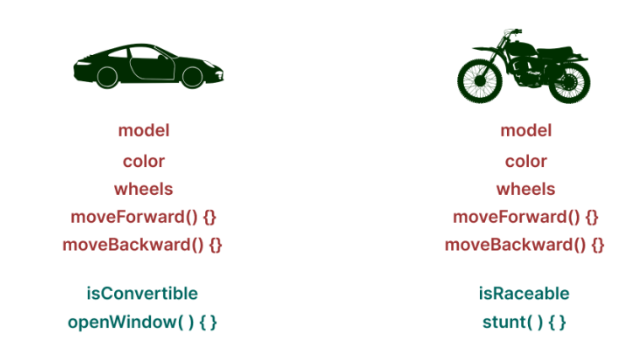 model
color
wheels
moveForward() {}
moveBackward() {}
isConvertible
openWindow( ) { }
model
color
wheels
moveForward() {}
moveBackward() {}
isRaceable
stunt( ) { }